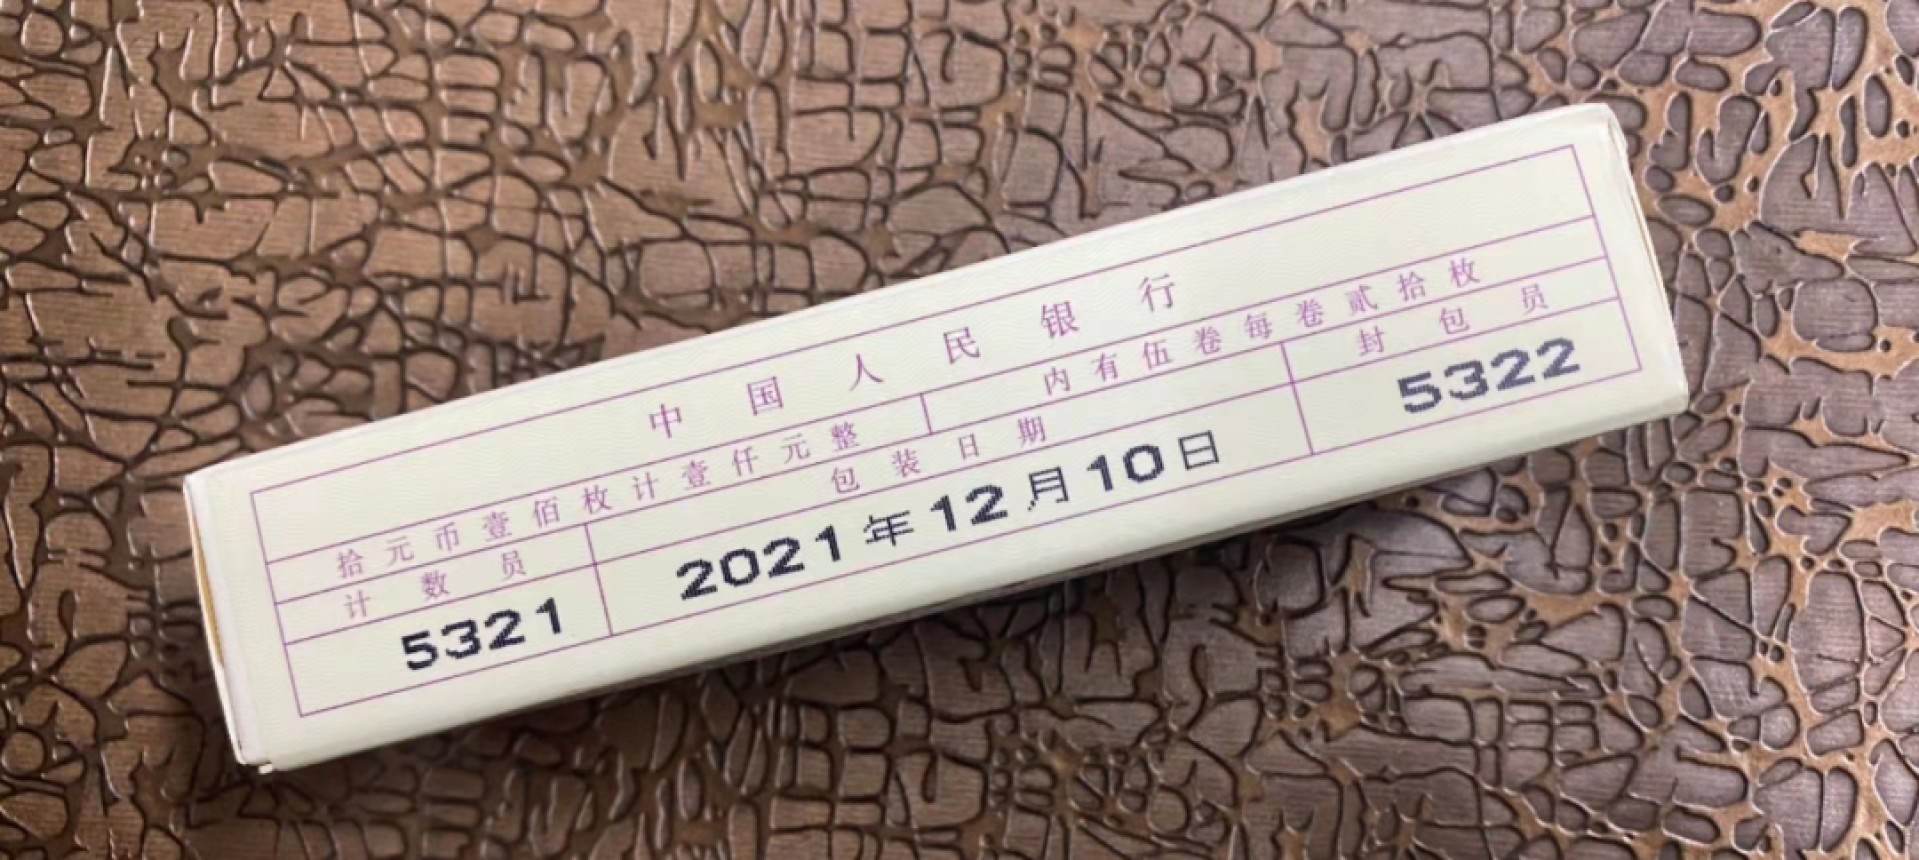 中国人民银行
拾元币壹佰枚计壹仟元整 内有伍卷每卷贰拾枚
计数员 包装日期 封包员
5321 2021年12月10日 5322